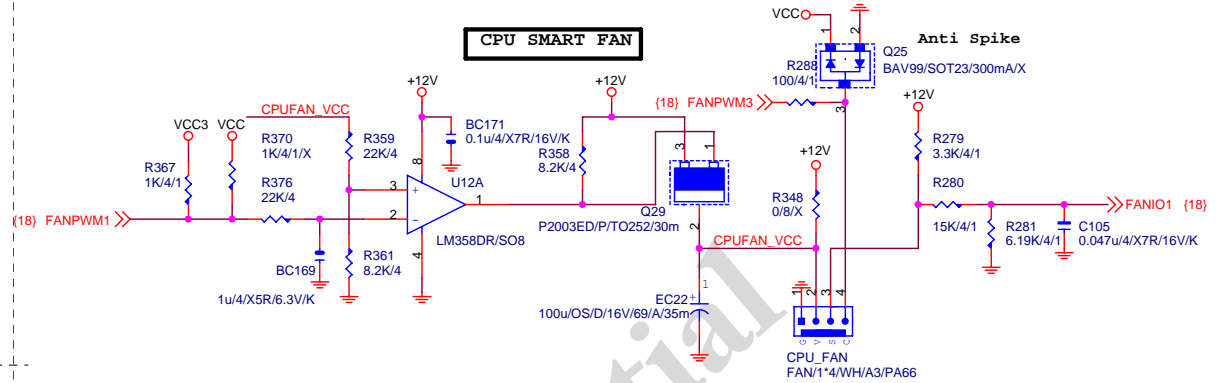 CPU SMART FAN
VCC
1
2
Anti Spike
Q25
BAV99/SOT23/300mA/X
R288
100/4/1
{18} FANPWM3
3
+12V
+12V
+12V
CPUFAN_VCC
VCC3
VCC
R370
1K/4/1/X
R359
22K/4
BC171
0.1u/4/X7R/16V/K
R358
8.2K/4
3
1
R279
3.3K/4/1
R367
1K/4/1
R376
22K/4
8
U12A
3
+
1
2
-
4
LM358DR/SO8
Q29
P2003ED/P/TO252/30m
2
+12V
R348
0/8/X
R280
15K/4/1
FANIO1 {18}
{18} FANPWM1
CPUFAN_VCC
R281
6.19K/4/1
C105
0.047u/4/X7R/16V/K
BC169
1u/4/X5R/6.3V/K
R361
8.2K/4
1
+
EC22
100u/OS/D/16V/69/A/35m
1
2
3
4
G
V
S
C
CPU_FAN
FAN/1*4/WH/A3/PA66
tial